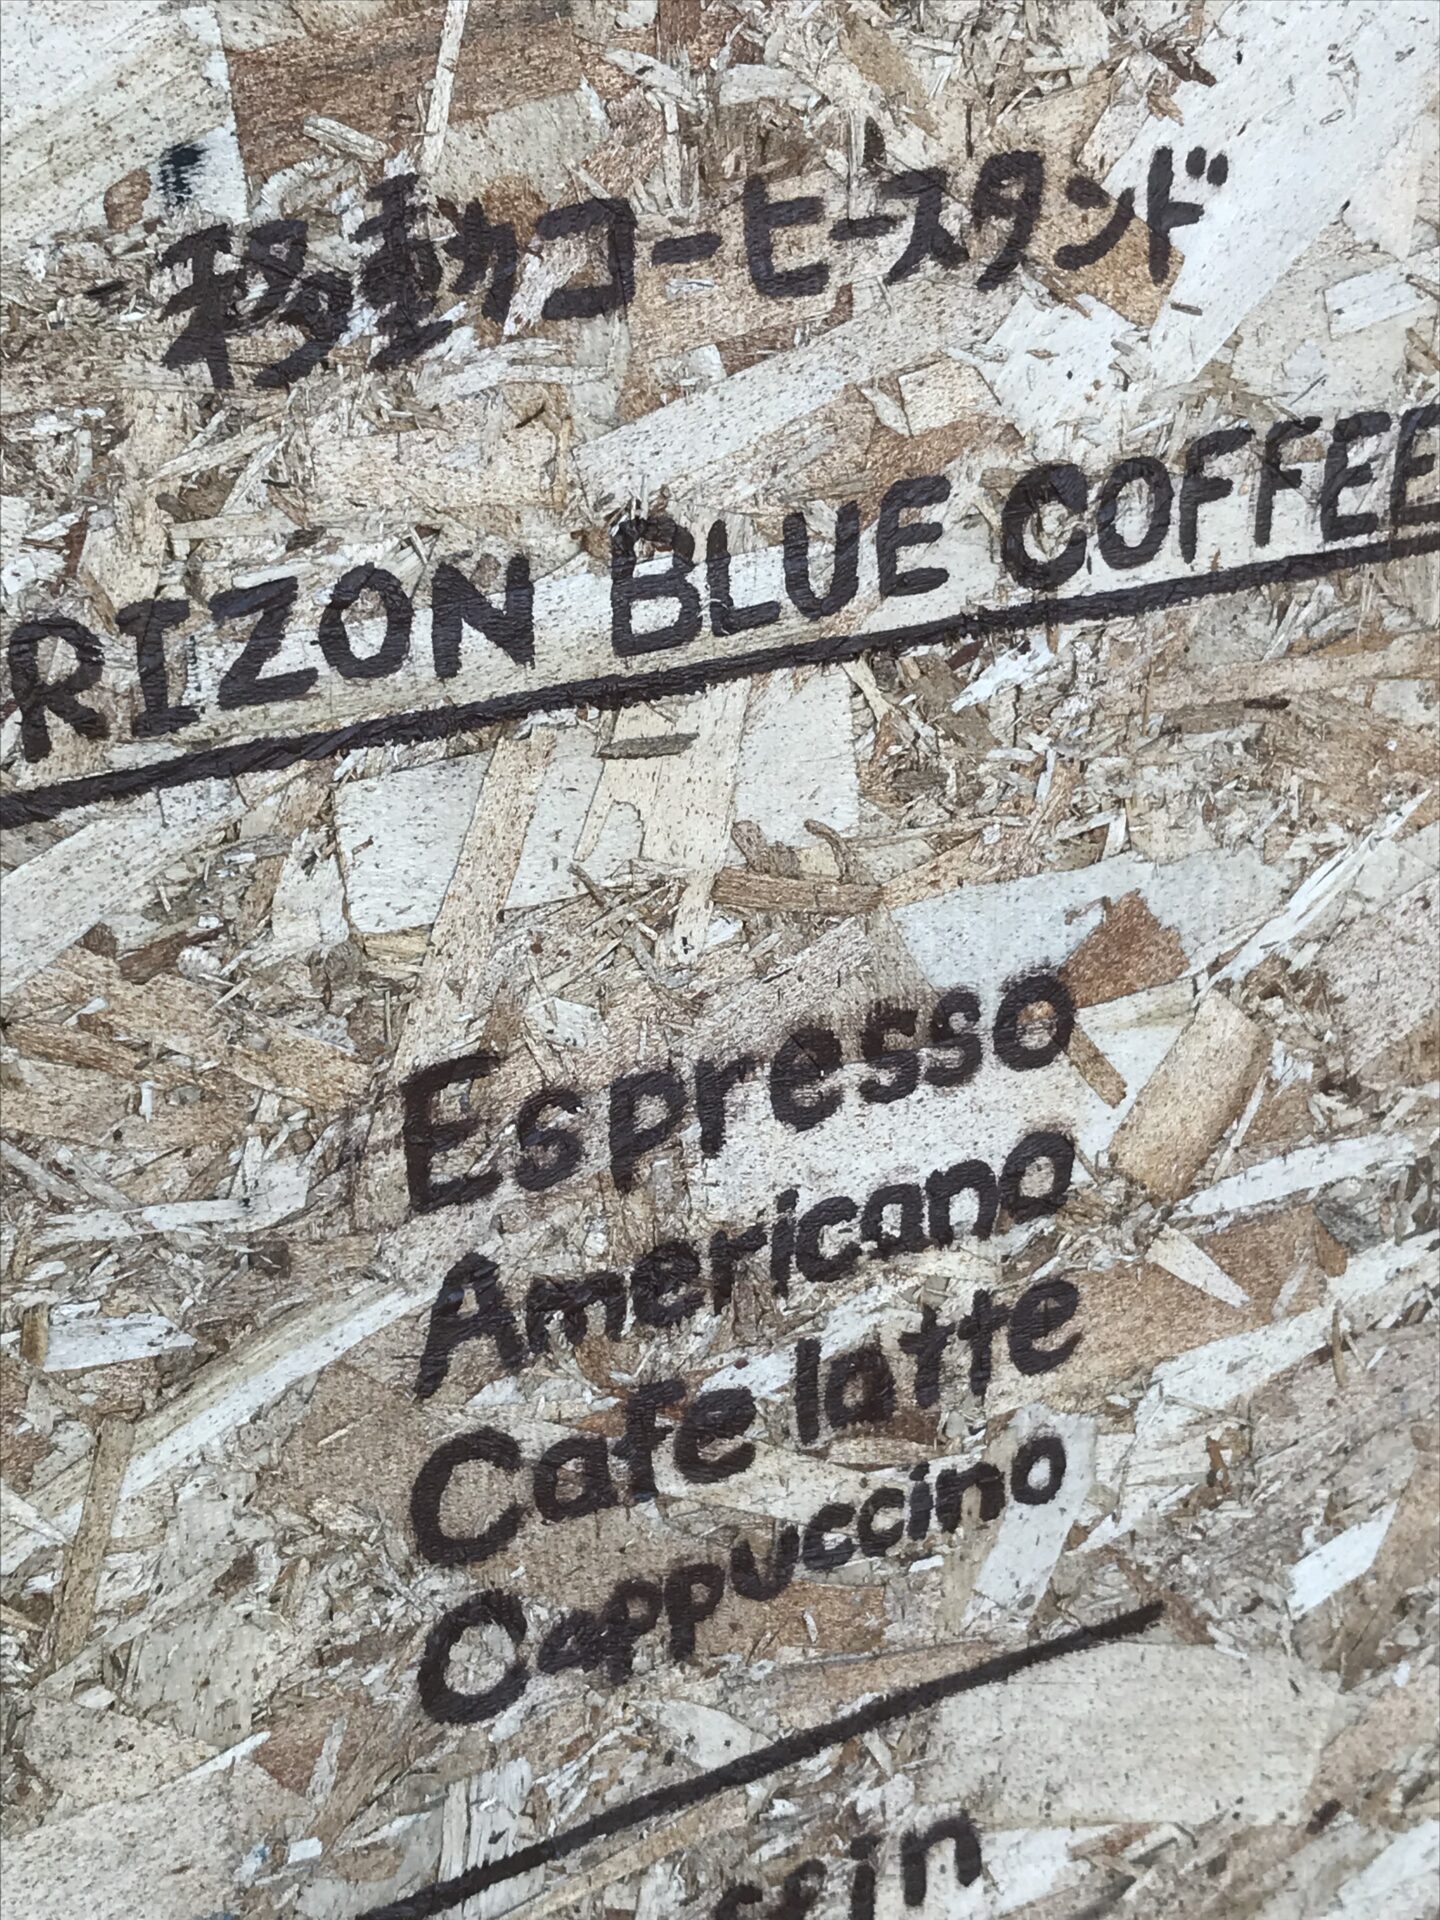 移動コーヒースタンド
RIZON BLUE COFFEE
Espresso
Americano
Cafe latte
Cappuccino